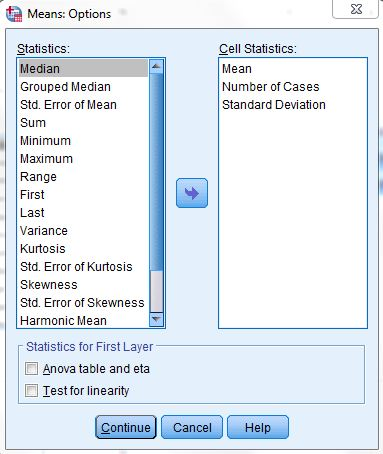 Means: Options
Statistics:
Median
Grouped Median
Std. Error of Mean
Sum
Minimum
Maximum
Range
First
Last
Variance
Kurtosis
Std. Error of Kurtosis
Skewness
Std. Error of Skewness
Harmonic Mean
Cell Statistics:
Mean
Number of Cases
Standard Deviation
Statistics for First Layer
Anova table and eta
Test for linearity
Continue Cancel Help